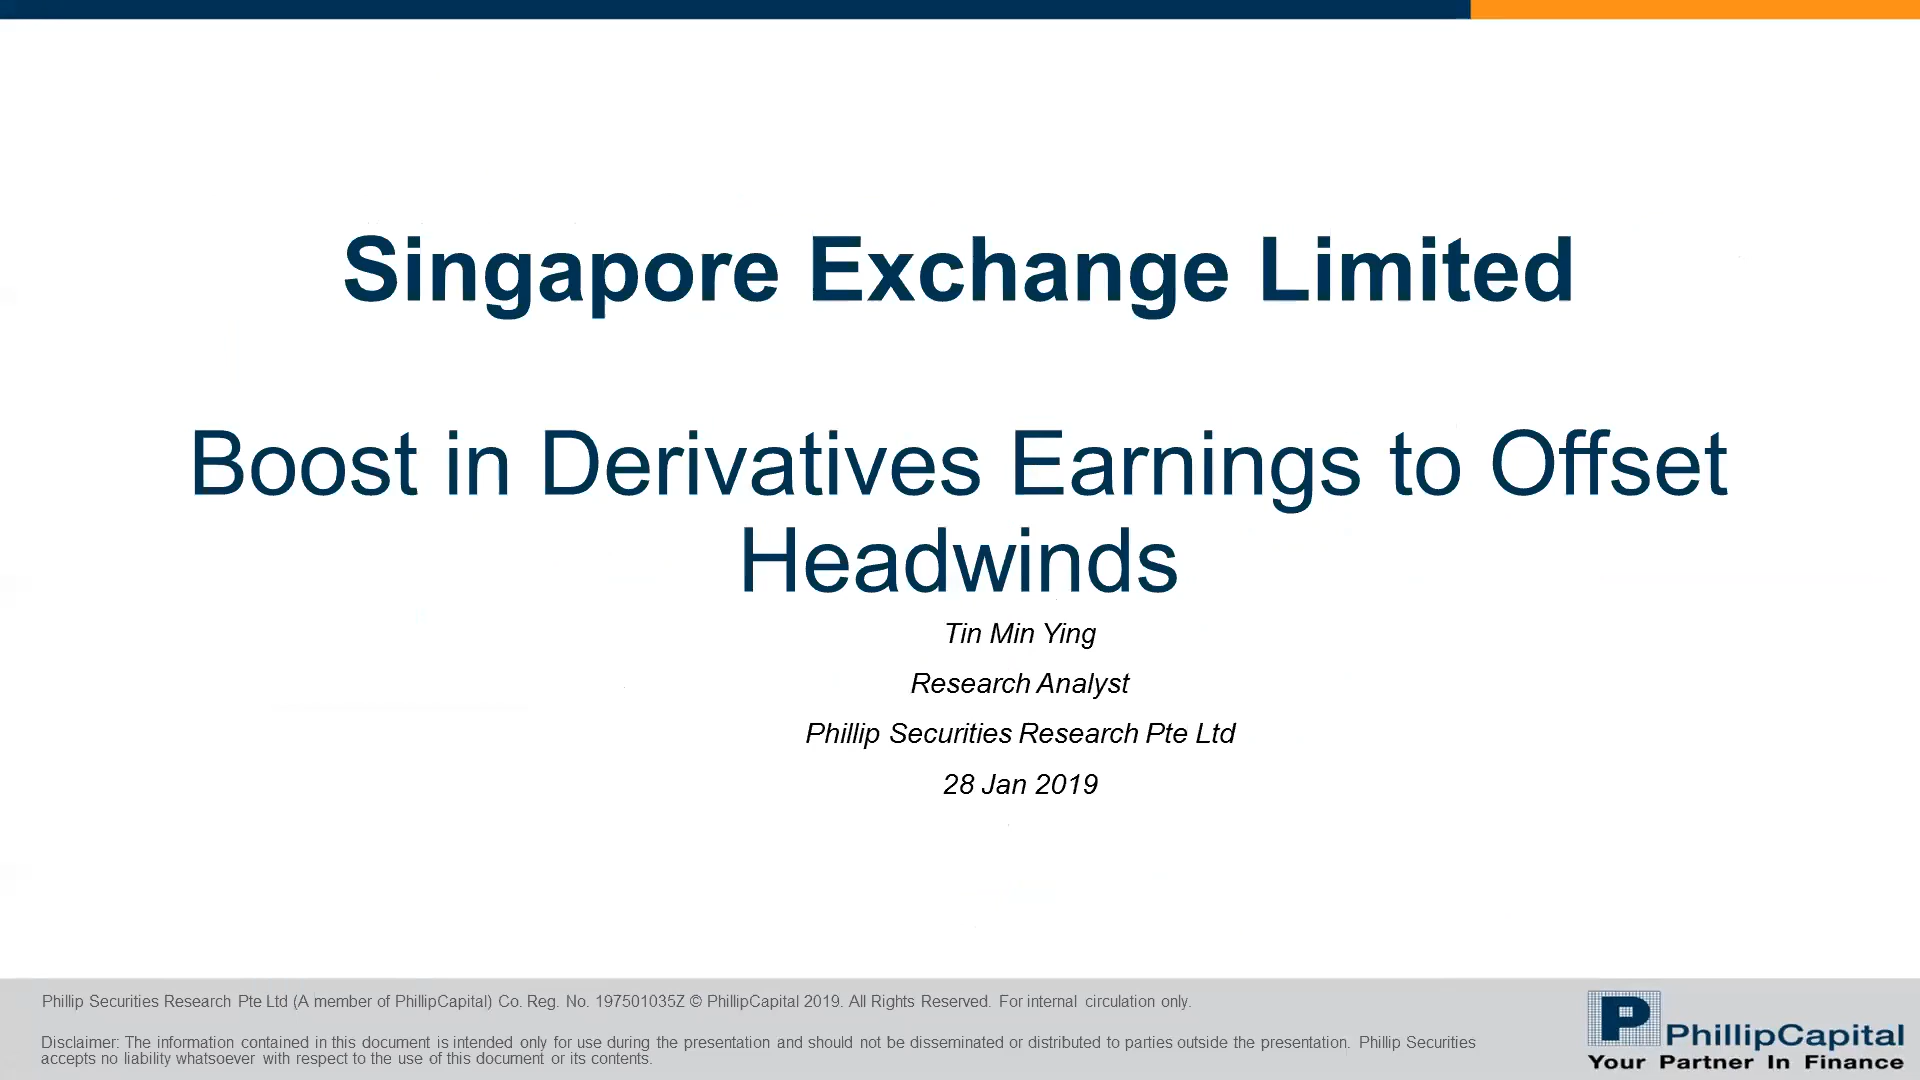 Singapore Exchange Limited
Boost in Derivatives Earnings to Offset
Headwinds
Tin Min Ying
Research Analyst
Phillip Securities Research Pte Ltd
28 Jan 2019
Phillip Securities Research Pte Ltd (A member of PhillipCapital) Co. Reg. No. 197501035Z © PhillipCapital 2019. All Rights Reserved. For internal circulation only.
Disclaimer: The information contained in this document is intended only for use during the presentation and should not be disseminated or distributed to parties outside the presentation. Phillip Securities
accepts no liability whatsoever with respect to the use of this document or its contents.
P PhillipCapital
Your Partner In Finance